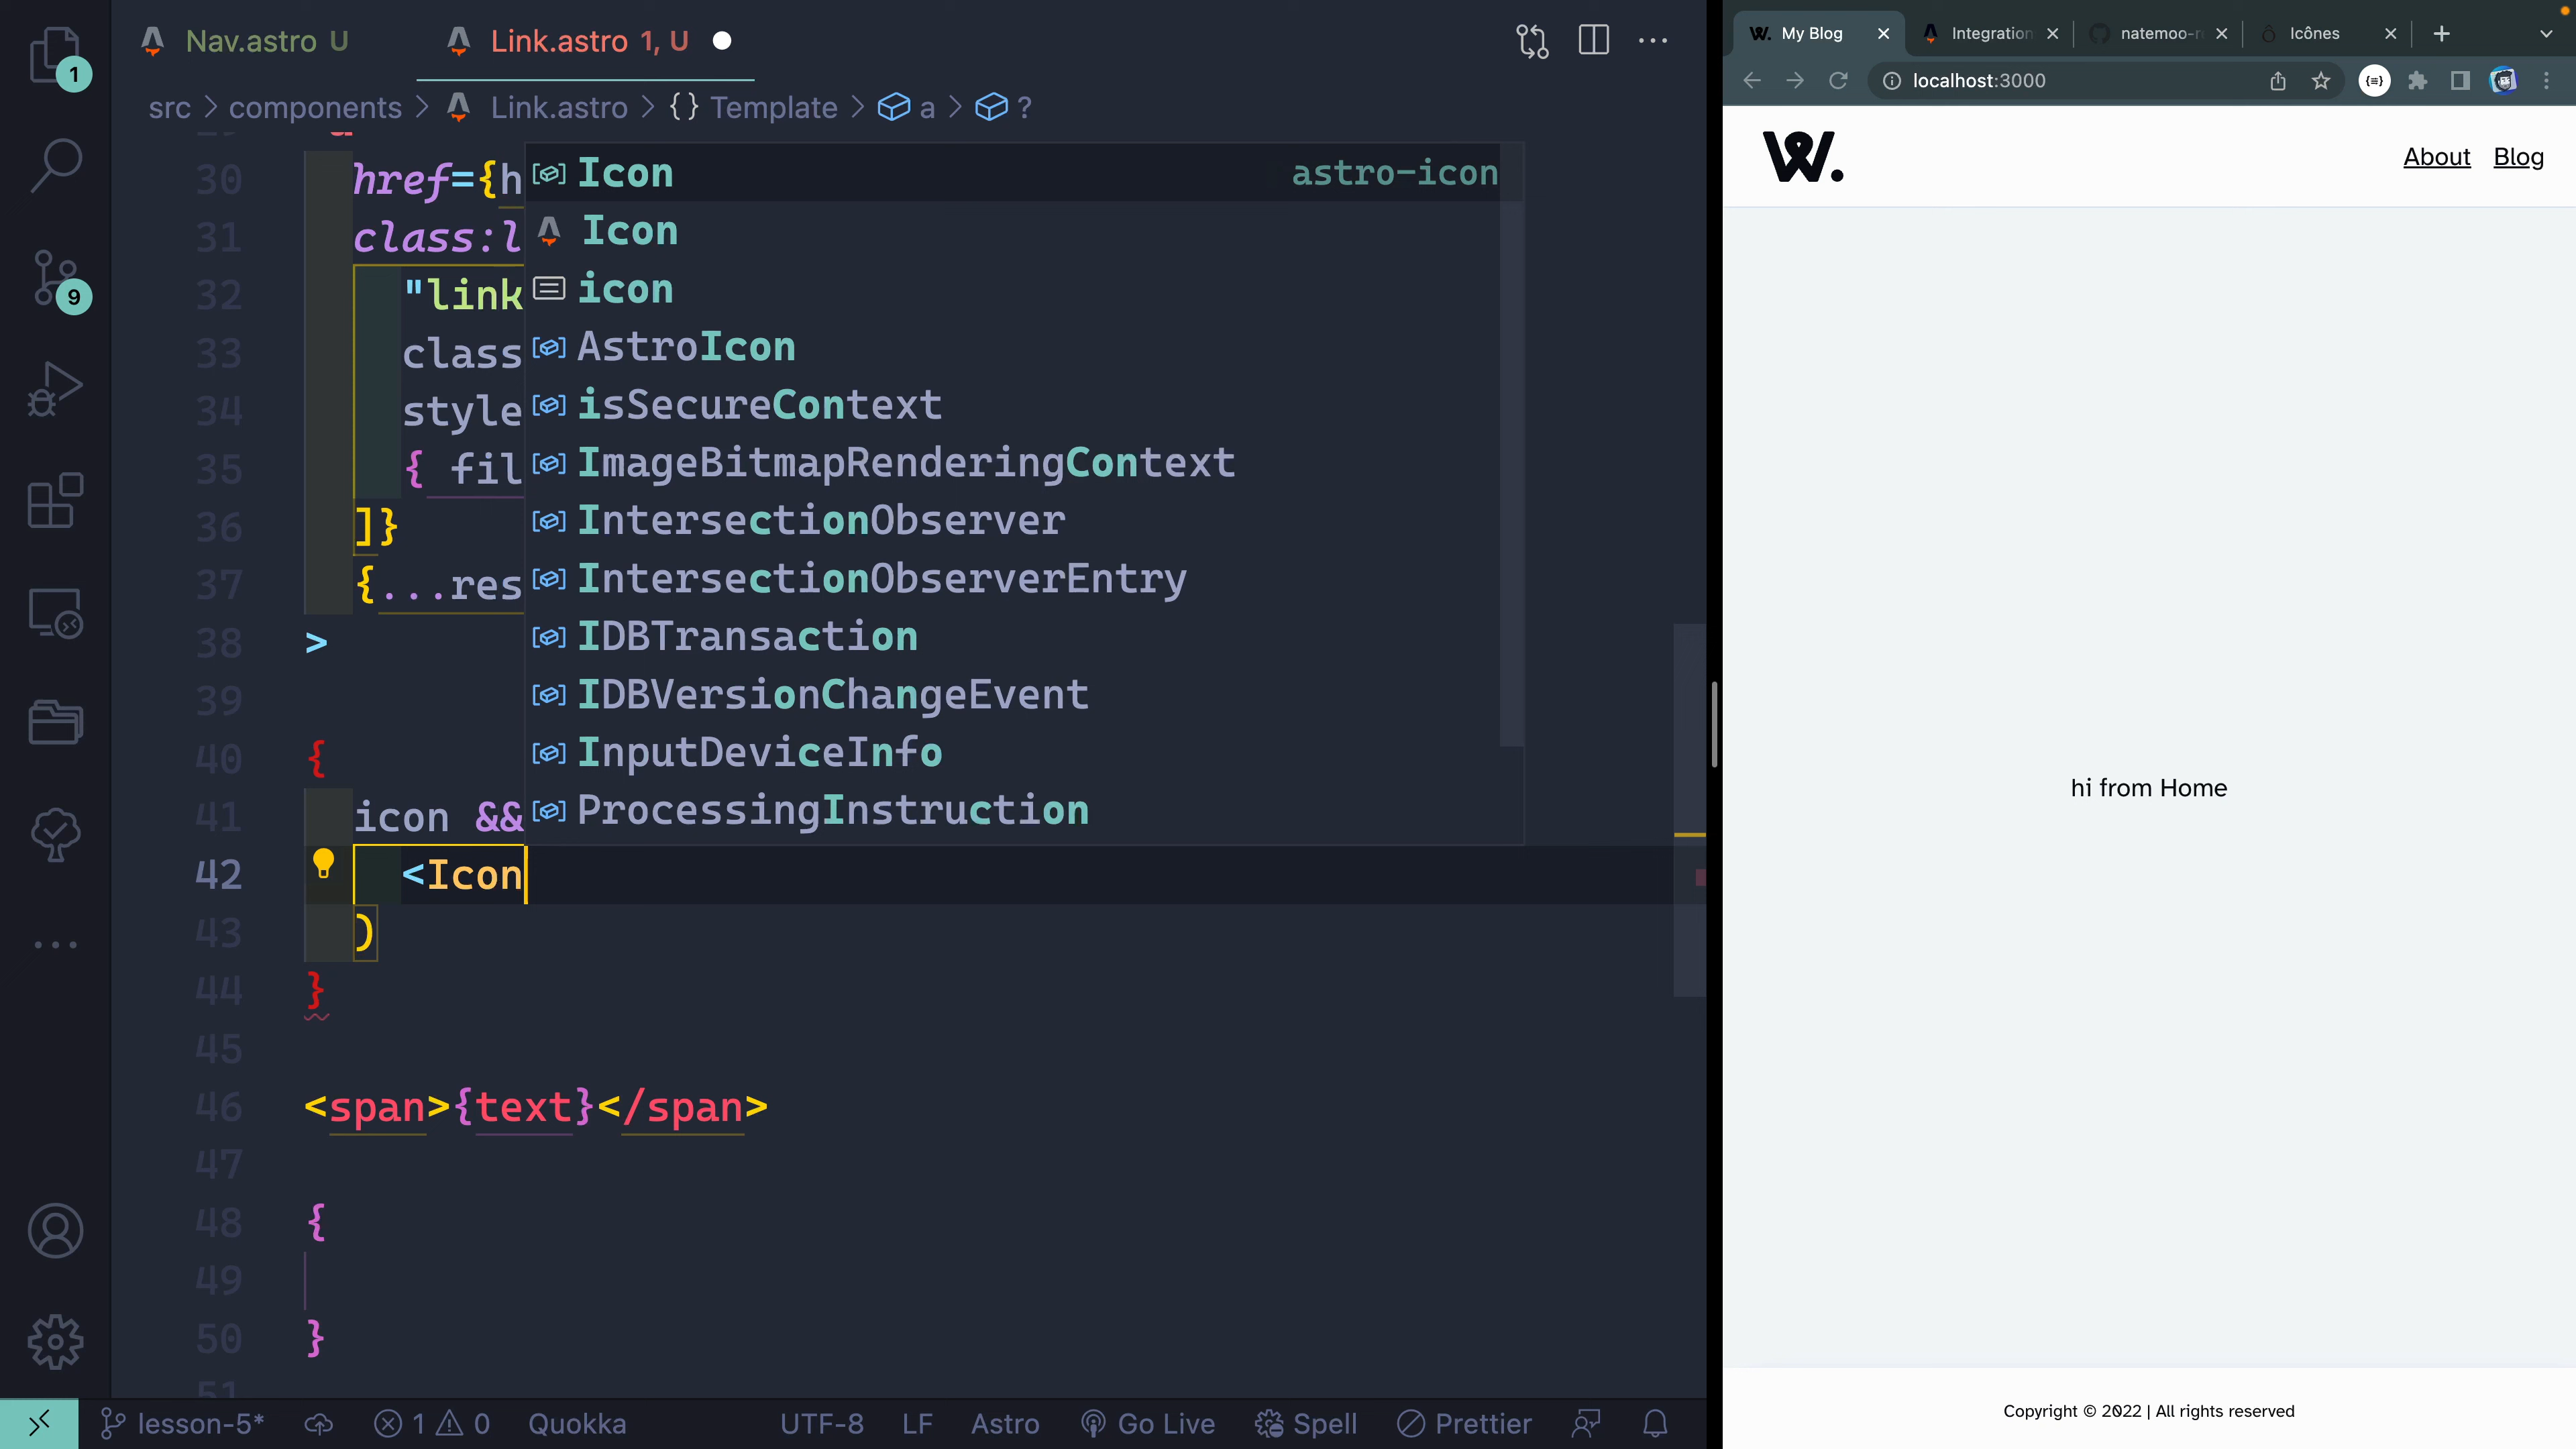 Nav.astro U
Link.astro 1, U
src > components > Link.astro > {} Template > a > ?
1
9
30 href={h
31 class:l
32 "link
33 class
34 style
35 { fil
36 ]}
37 {...res
38 >
39
40 {
41 icon &&
42 <Icon
43 )
44 }
45
46 <span>{text}</span>
47
48 {
49
50 }
51
Icon astro-icon
Icon
icon
AstroIcon
isSecureContext
ImageBitmapRenderingContext
IntersectionObserver
IntersectionObserverEntry
IDBTransaction
IDBVersionChangeEvent
InputDeviceInfo
ProcessingInstruction
lesson-5* 1 0 Quokka UTF-8 LF Astro Go Live Spell Prettier
W. My Blog
Integration
natemoo-r
Icônes
localhost:3000
W.
About Blog
hi from Home
Copyright © 2022 | All rights reserved